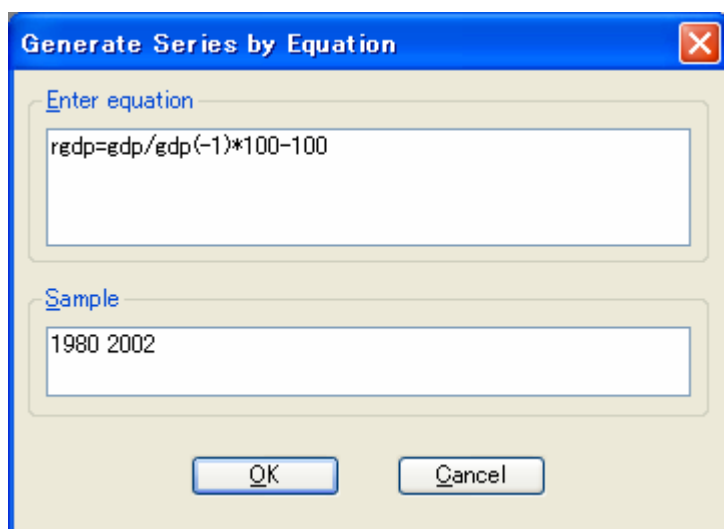 Generate Series by Equation
Enter equation
rgdp=gdp/gdp(-1)*100-100
Sample
1980 2002
OK
Cancel